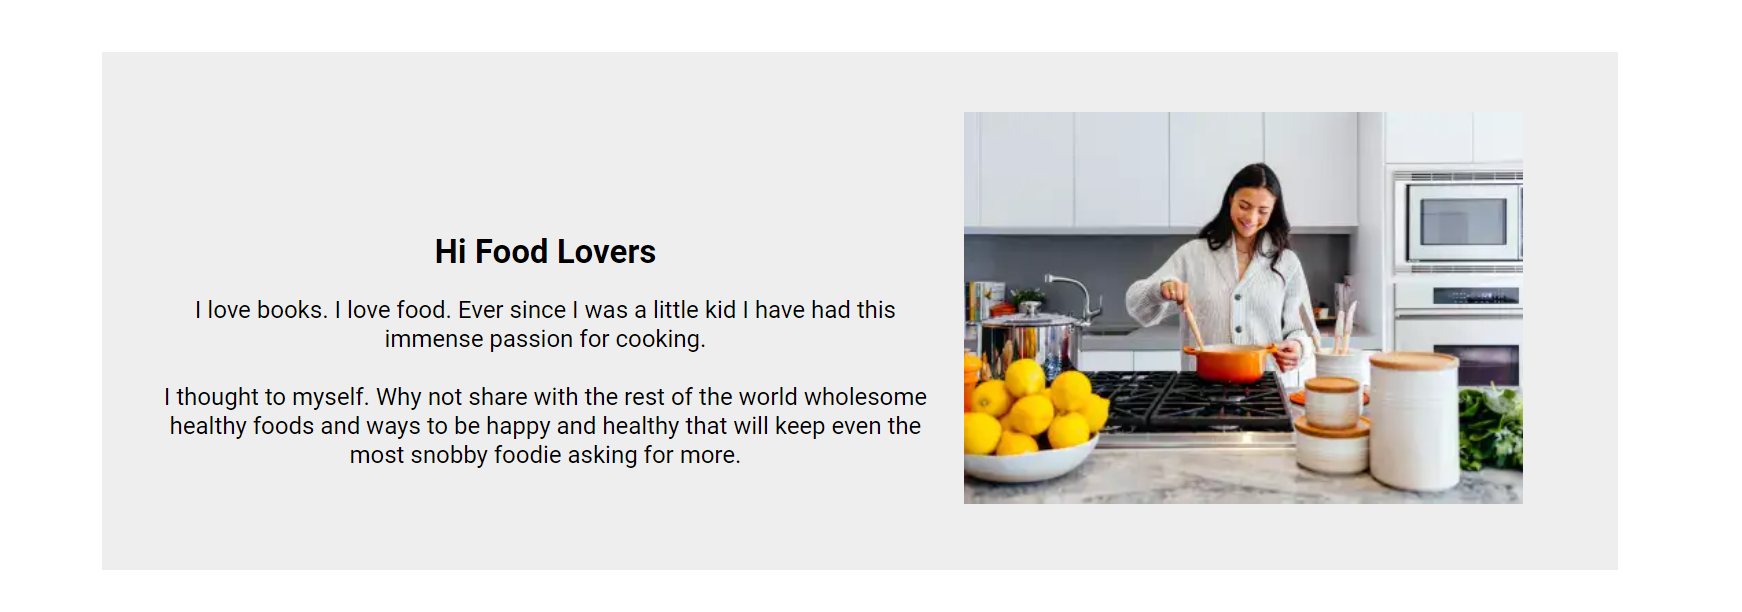 Hi Food Lovers
I love books. I love food. Ever since I was a little kid I have had this
immense passion for cooking.
I thought to myself. Why not share with the rest of the world wholesome
healthy foods and ways to be happy and healthy that will keep even the
most snobby foodie asking for more.